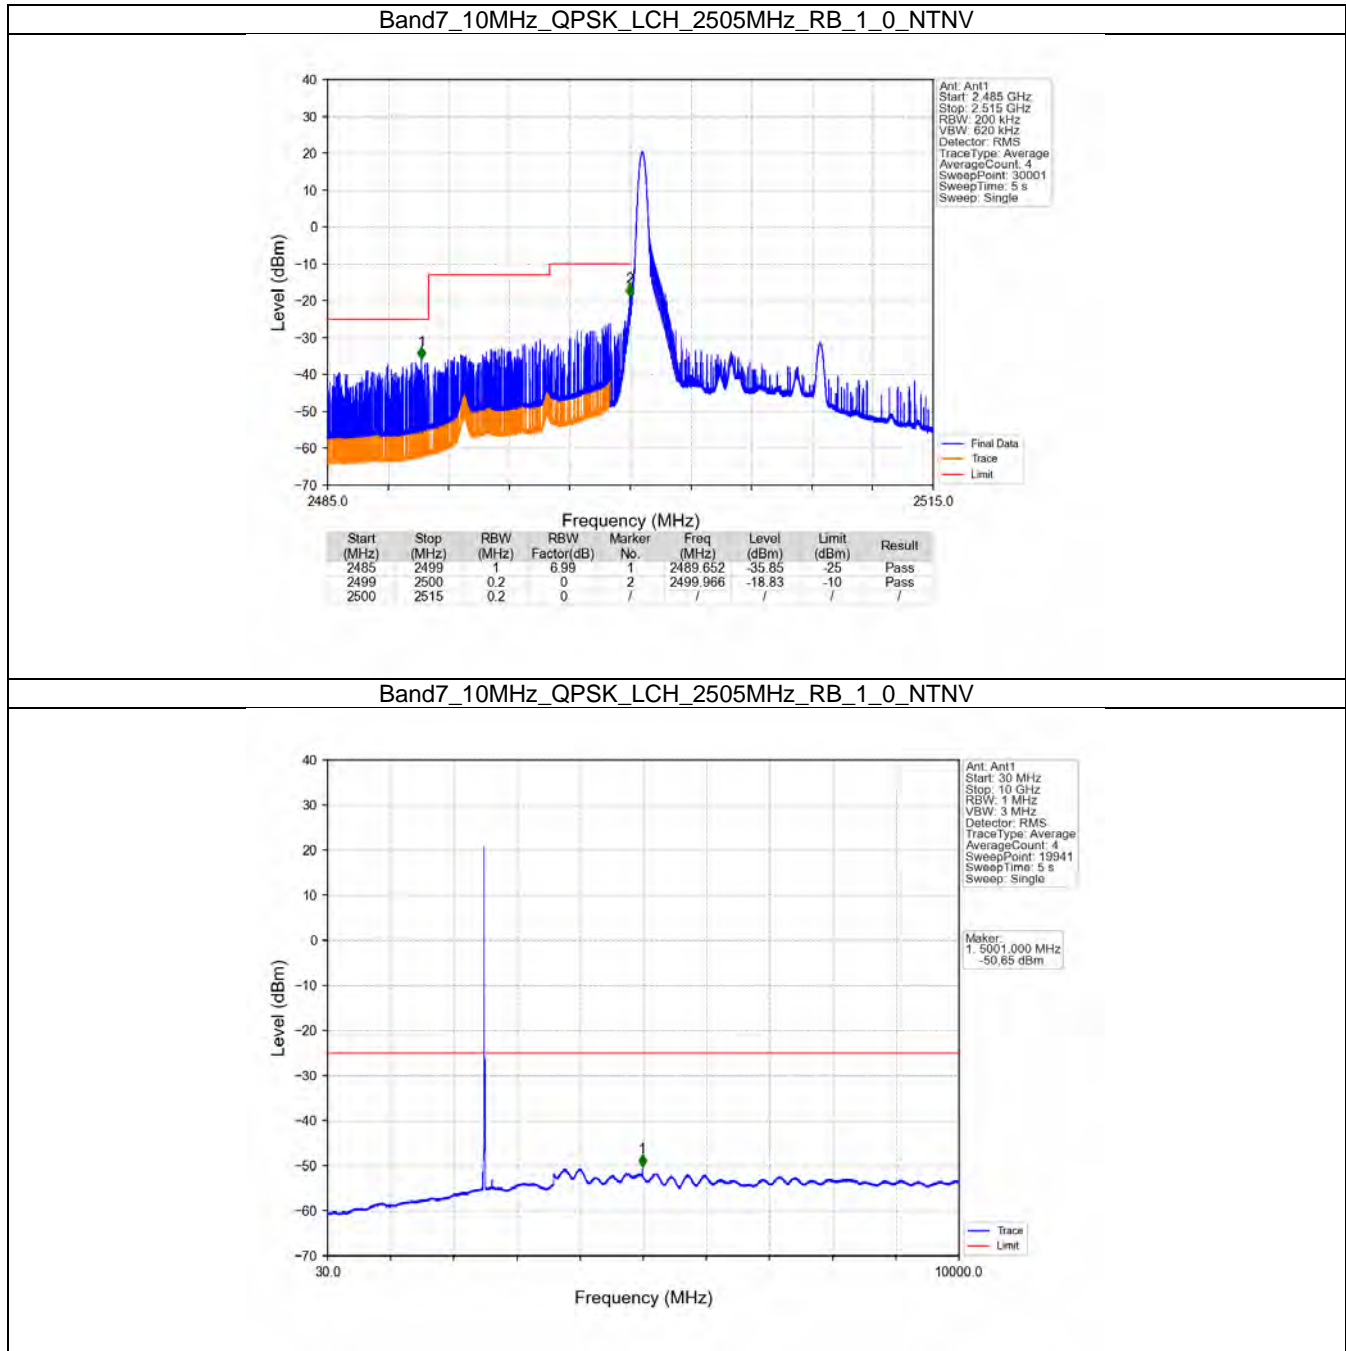 Band7_10MHz_QPSK_LCH_2505MHz_RB_1_0_NTNV
40
30
20
10
0
−10
−20
−30
−40
−50
−60
−70
Level (dBm)
1
2
2485.0
2515.0
Frequency (MHz)
Ant: Ant1
Start: 2.485 GHz
Stop: 2.515 GHz
RBW: 200 kHz
VBW: 620 kHz
Detector: RMS
TraceType: Average
AverageCount: 4
SweepPoint: 30001
SweepTime: 5 s
Sweep: Single
Final Data
Trace
Limit
Start (MHz) Stop (MHz) RBW (MHz) RBW Factor(dB) Marker No. Freq (MHz) Level (dBm) Limit (dBm) Result
2485 2499 1 6.99 1 2489.652 -35.85 -25 Pass
2499 2500 0.2 0 2 2499.966 -18.83 -10 Pass
2500 2515 0.2 0 / / / / /
Band7_10MHz_QPSK_LCH_2505MHz_RB_1_0_NTNV
40
30
20
10
0
−10
−20
−30
−40
−50
−60
−70
Level (dBm)
1
30.0
10000.0
Frequency (MHz)
Ant: Ant1
Start: 30 MHz
Stop: 10 GHz
RBW: 1 MHz
VBW: 3 MHz
Detector: RMS
TraceType: Average
AverageCount: 4
SweepPoint: 19941
SweepTime: 5 s
Sweep: Single
Maker:
1. 5001.000 MHz
-50.65 dBm
Trace
Limit